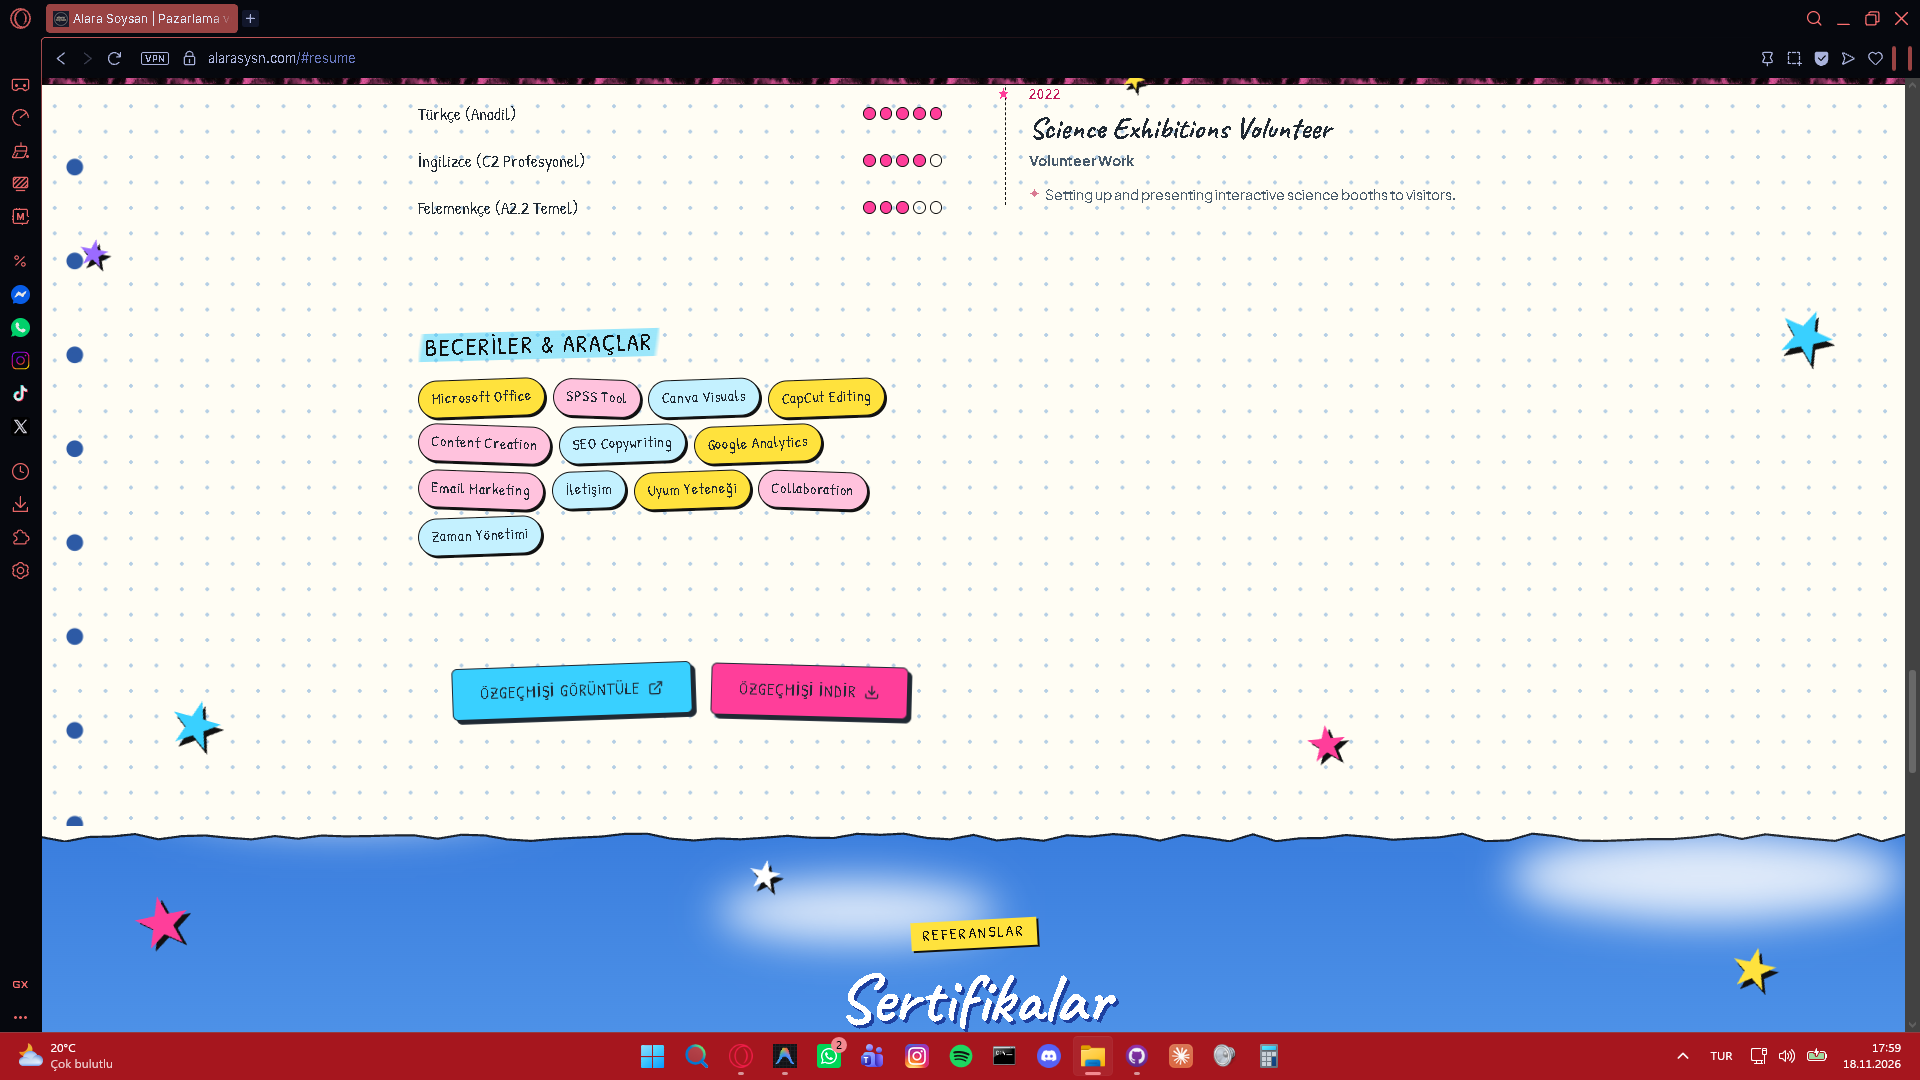 Alara Soysan | Pazarlama v
VPN
alarasysn.com/#resume
Türkçe (Anadil)
İngilizce (C2 Profesyonel)
Felemenkçe (A2.2 Temel)
2022
Science Exhibitions Volunteer
Volunteer Work
Setting up and presenting interactive science booths to visitors.
BECERİLER & ARAÇLAR
Microsoft Office
SPSS Tool
Canva Visuals
CapCut Editing
Content Creation
SEO Copywriting
Google Analytics
Email Marketing
İletişim
Uyum Yeteneği
Collaboration
Zaman Yönetimi
ÖZGEÇMİŞİ GÖRÜNTÜLE
ÖZGEÇMİŞİ İNDİR
REFERANSLAR
Sertifikalar
GX
20°C
Çok bulutlu
2
TUR
17:59
18.11.2026